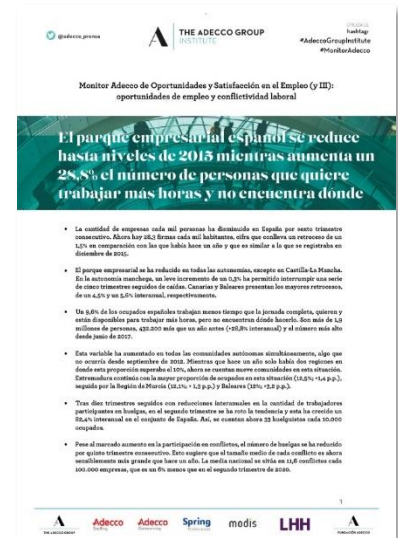 @adecco_prensa
THE ADECCO GROUP
INSTITUTE
hashtag:
#AdeccoGroupInstitute
#MonitorAdecco
Monitor Adecco de Oportunidades y Satisfacción en el Empleo (y III):
oportunidades de empleo y conflictividad laboral
El parque empresarial español se reduce
hasta niveles de 2015 mientras aumenta un
28,8% el número de personas que quiere
trabajar más horas y no encuentra dónde
• La cantidad de empresas cada mil personas ha disminuido en España por sexto trimestre
consecutivo. Ahora hay 28,3 firmas cada mil habitantes, cifra que conlleva un retroceso de un
1,5% en comparación con las que había hace un año y que es similar a la que se registraba en
diciembre de 2015.
• El parque empresarial se ha reducido en todas las autonomías, excepto en Castilla-La Mancha.
En la autonomía manchega, un leve incremento de un 0,3% ha permitido interrumpir una serie
de cinco trimestres seguidos de caídas. Canarias y Baleares presentan los mayores retrocesos,
de un 4,5% y un 3,6% interanual, respectivamente.
• Un 9,6% de los ocupados españoles trabajan menos tiempo que la jornada completa, quieren y
están disponibles para trabajar más horas, pero no encuentran dónde hacerlo. Son más de 1,9
millones de personas, 432.200 más que un año antes (+28,8% interanual) y el número más alto
desde junio de 2017.
• Esta variable ha aumentado en todas las comunidades autónomas simultáneamente, algo que
no ocurría desde septiembre de 2012. Mientras que hace un año solo había dos regiones en
donde esta proporción superaba el 10%, ahora se cuentan nueve comunidades en esta situación.
Extremadura continúa con la mayor proporción de ocupados en esta situación (12,5%; +1,4 p.p.),
seguido por la Región de Murcia (12,1%; + 1,3 p.p.) y Baleares (12%; +3,2 p.p.).
• Tras diez trimestres seguidos con reducciones interanuales en la cantidad de trabajadores
participantes en huelgas, en el segundo trimestre se ha roto la tendencia y esta ha crecido un
82,4% interanual en el conjunto de España. Así, se cuentan ahora 33 huelguistas cada 10.000
ocupados.
• Pese al marcado aumento en la participación en conflictos, el número de huelgas se ha reducido
por quinto trimestre consecutivo. Esto sugiere que el tamaño medio de cada conflicto es ahora
sensiblemente más grande que hace un año. La media nacional se sitúa en 11,6 conflictos cada
100.000 empresas, que es un 6% menos que en el segundo trimestre de 2020.
1
THE ADECCO GROUP
Adecco
Adecco
Spring
modis
LHH
FUNDACIÓN ADECCO